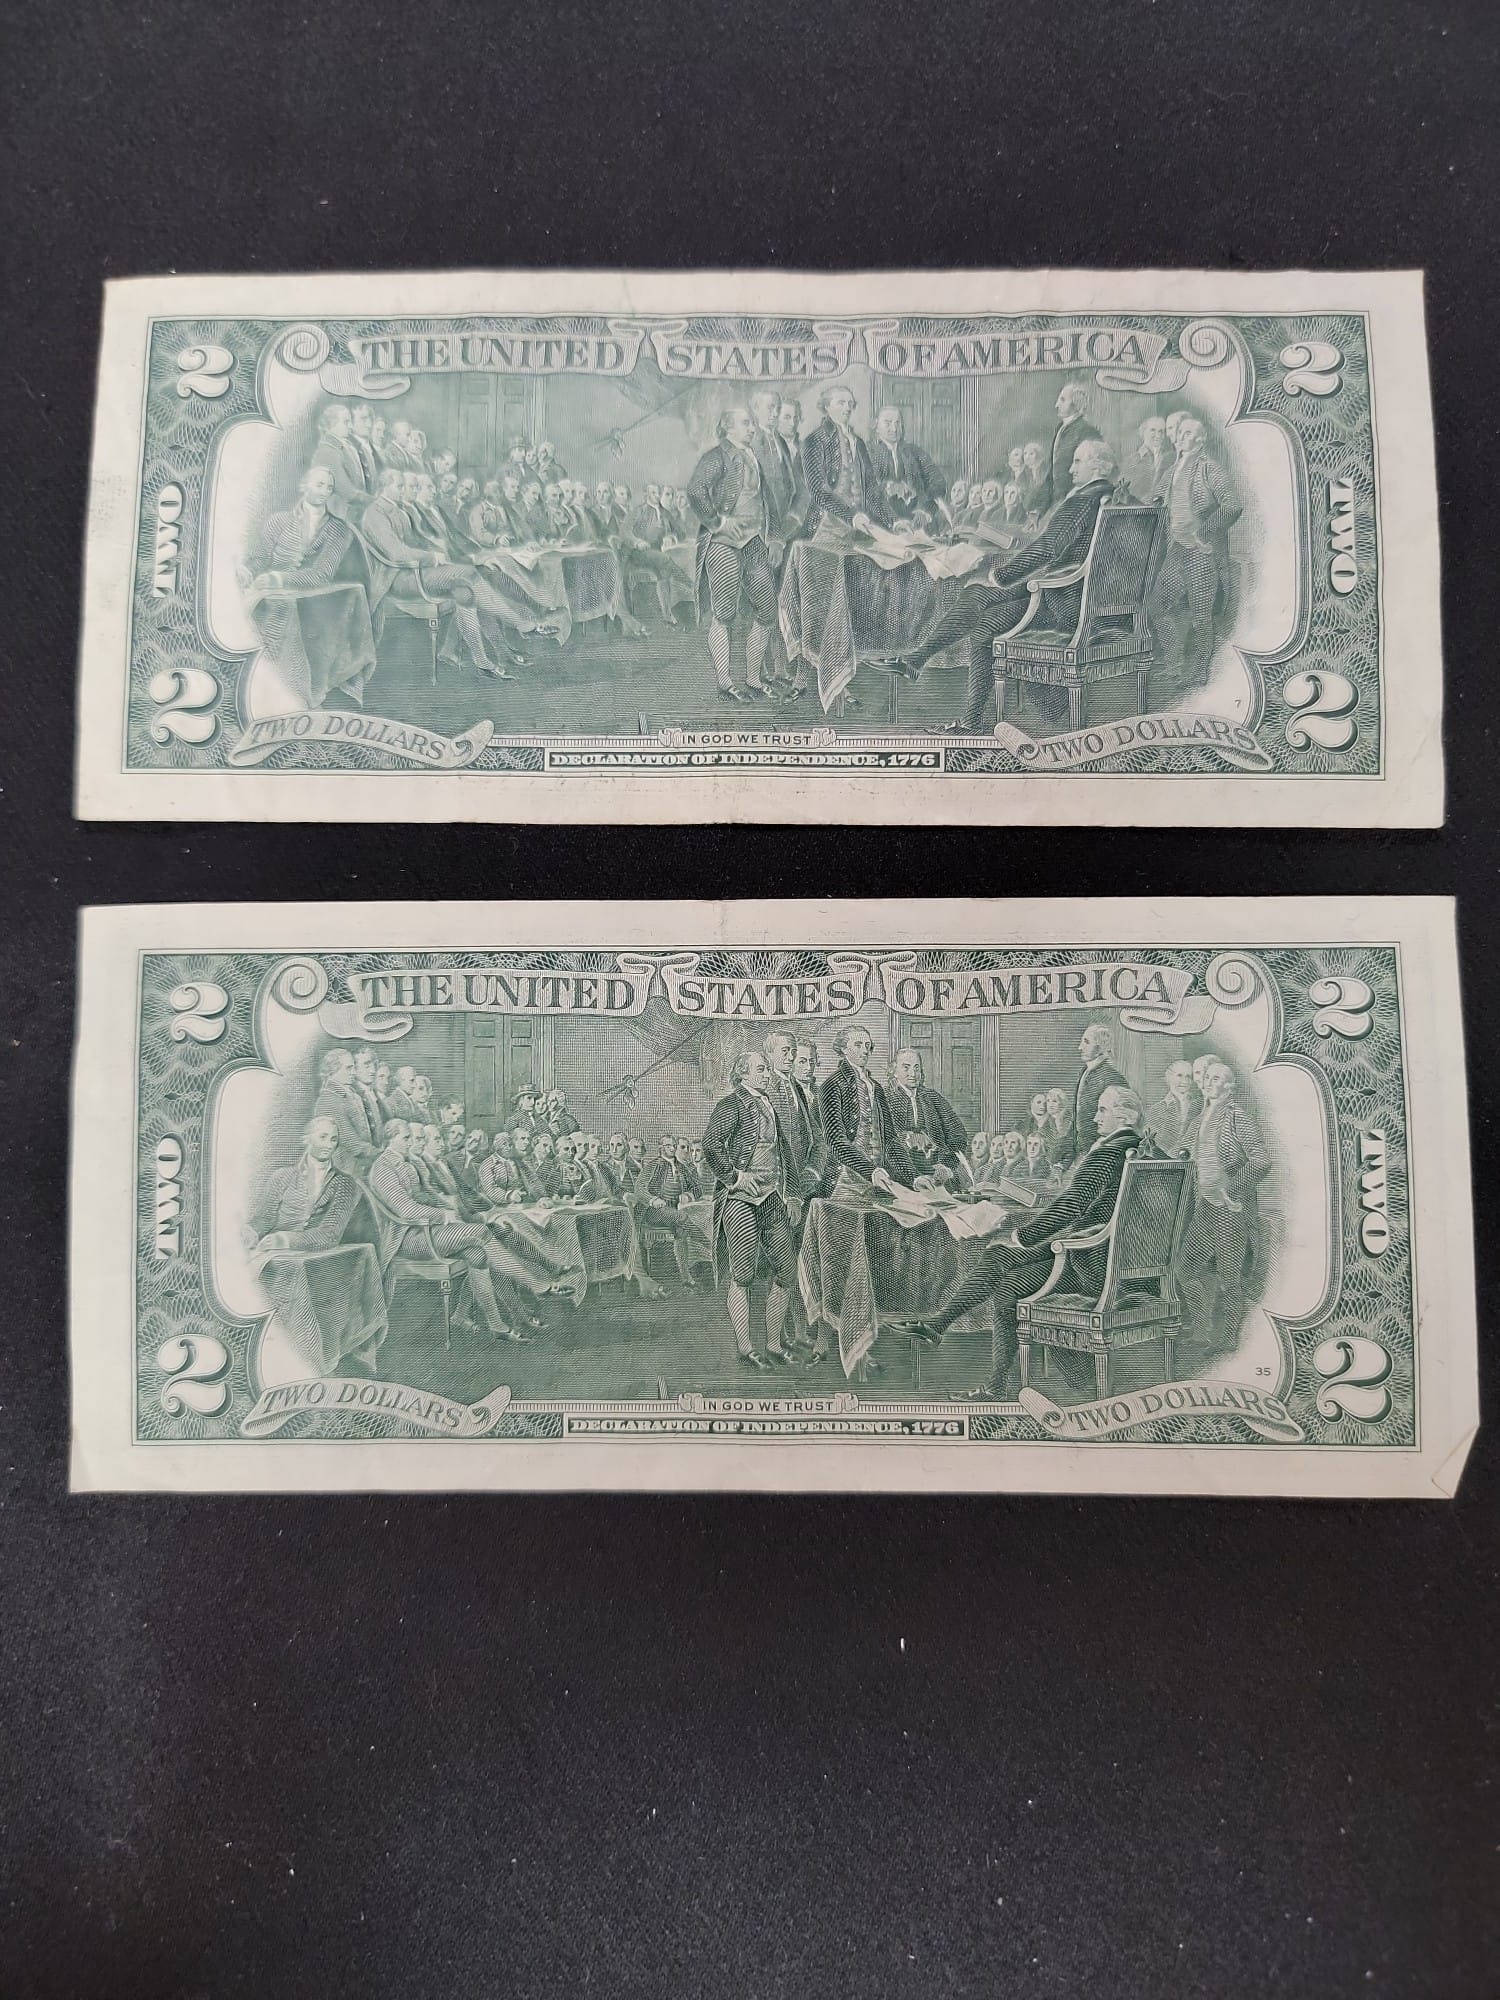 2 THE UNITED STATES OF AMERICA 2
TWO TWO
7
2 TWO DOLLARS IN GOD WE TRUST TWO DOLLARS 2
DECLARATION OF INDEPENDENCE, 1776
2 THE UNITED STATES OF AMERICA 2
TWO TWO
35
2 TWO DOLLARS IN GOD WE TRUST TWO DOLLARS 2
DECLARATION OF INDEPENDENCE, 1776